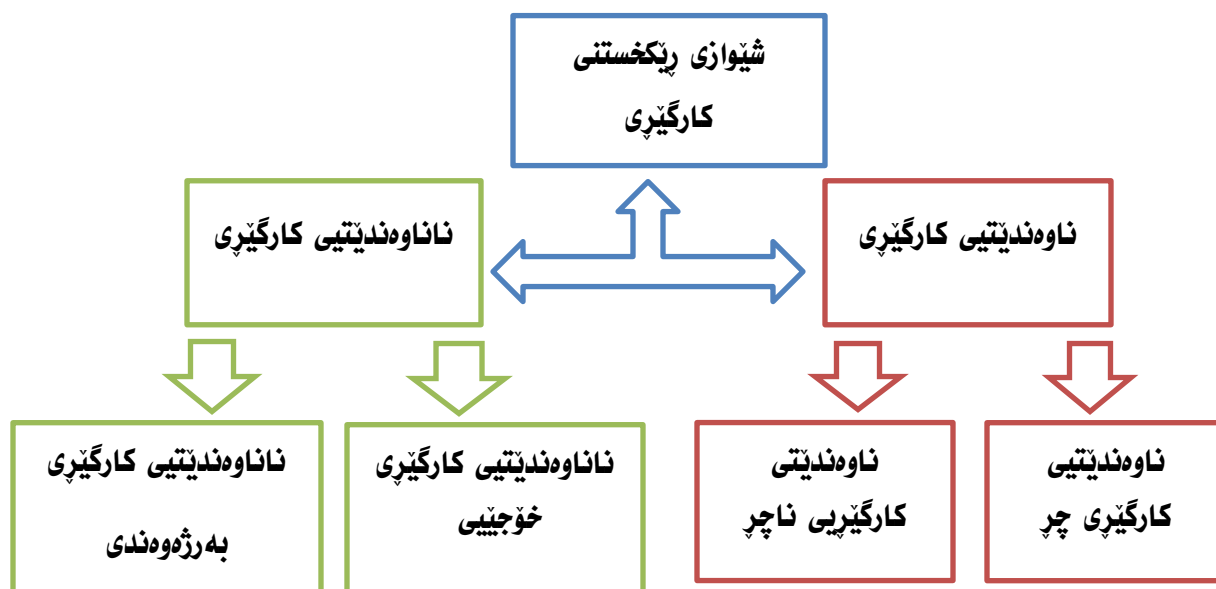 شێوازی ڕێکخستنی
کارگێڕی
ناوەندێتیی کارگێڕی
ناناوەندێتیی کارگێڕی
ناوەندێتیی
کارگێڕی چڕ
ناوەندێتی
کارگێڕیی ناچڕ
ناناوەندێتیی کارگێڕی
خۆجێیی
ناناوەندێتیی کارگێڕی
بەرژەوەندی